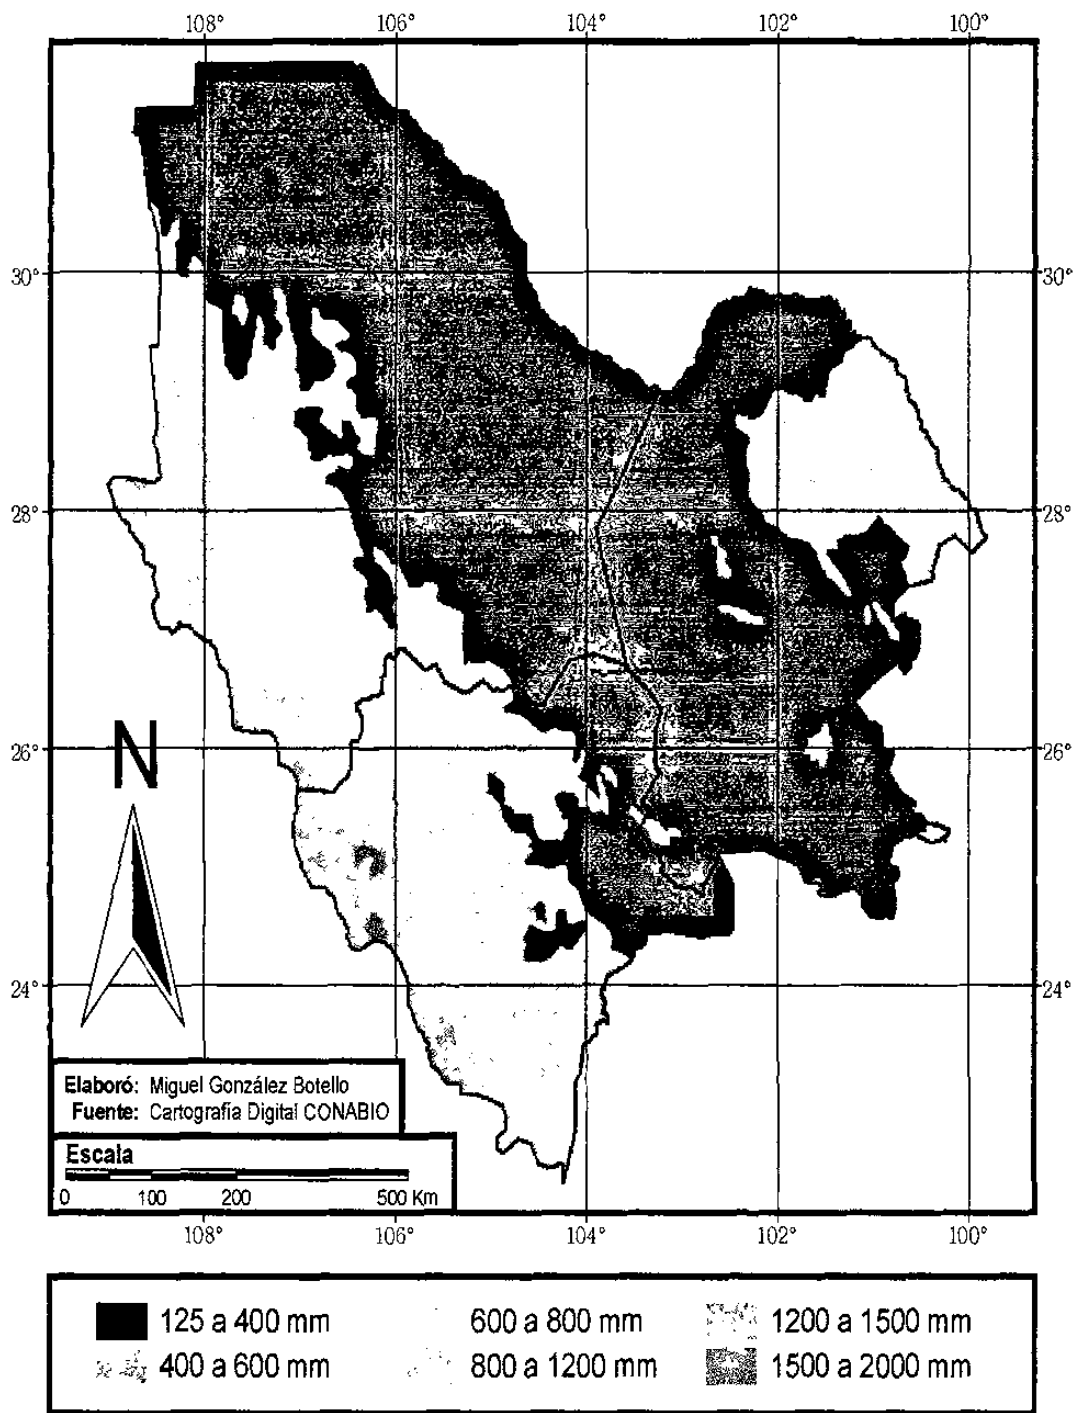 108° 106° 104° 102° 100°
30° 30°
28° 28°
N
26° 26°
24° 24°
Elaboró: Miguel González Botello
Fuente: Cartografía Digital CONABIO
Escala
0 100 200 500 Km
108° 106° 104° 102° 100°
125 a 400 mm 600 a 800 mm 1200 a 1500 mm
400 a 600 mm 800 a 1200 mm 1500 a 2000 mm